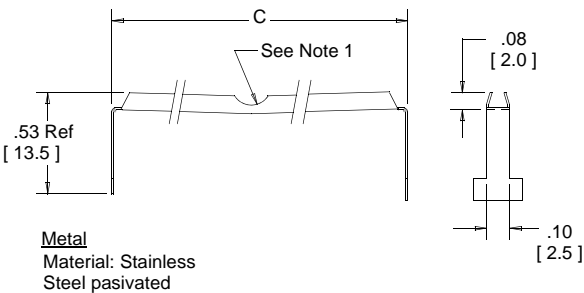 C
See Note 1
.08
[ 2.0 ]
.53 Ref
[ 13.5 ]
.10
[ 2.5 ]
Metal
Material: Stainless
Steel pasivated